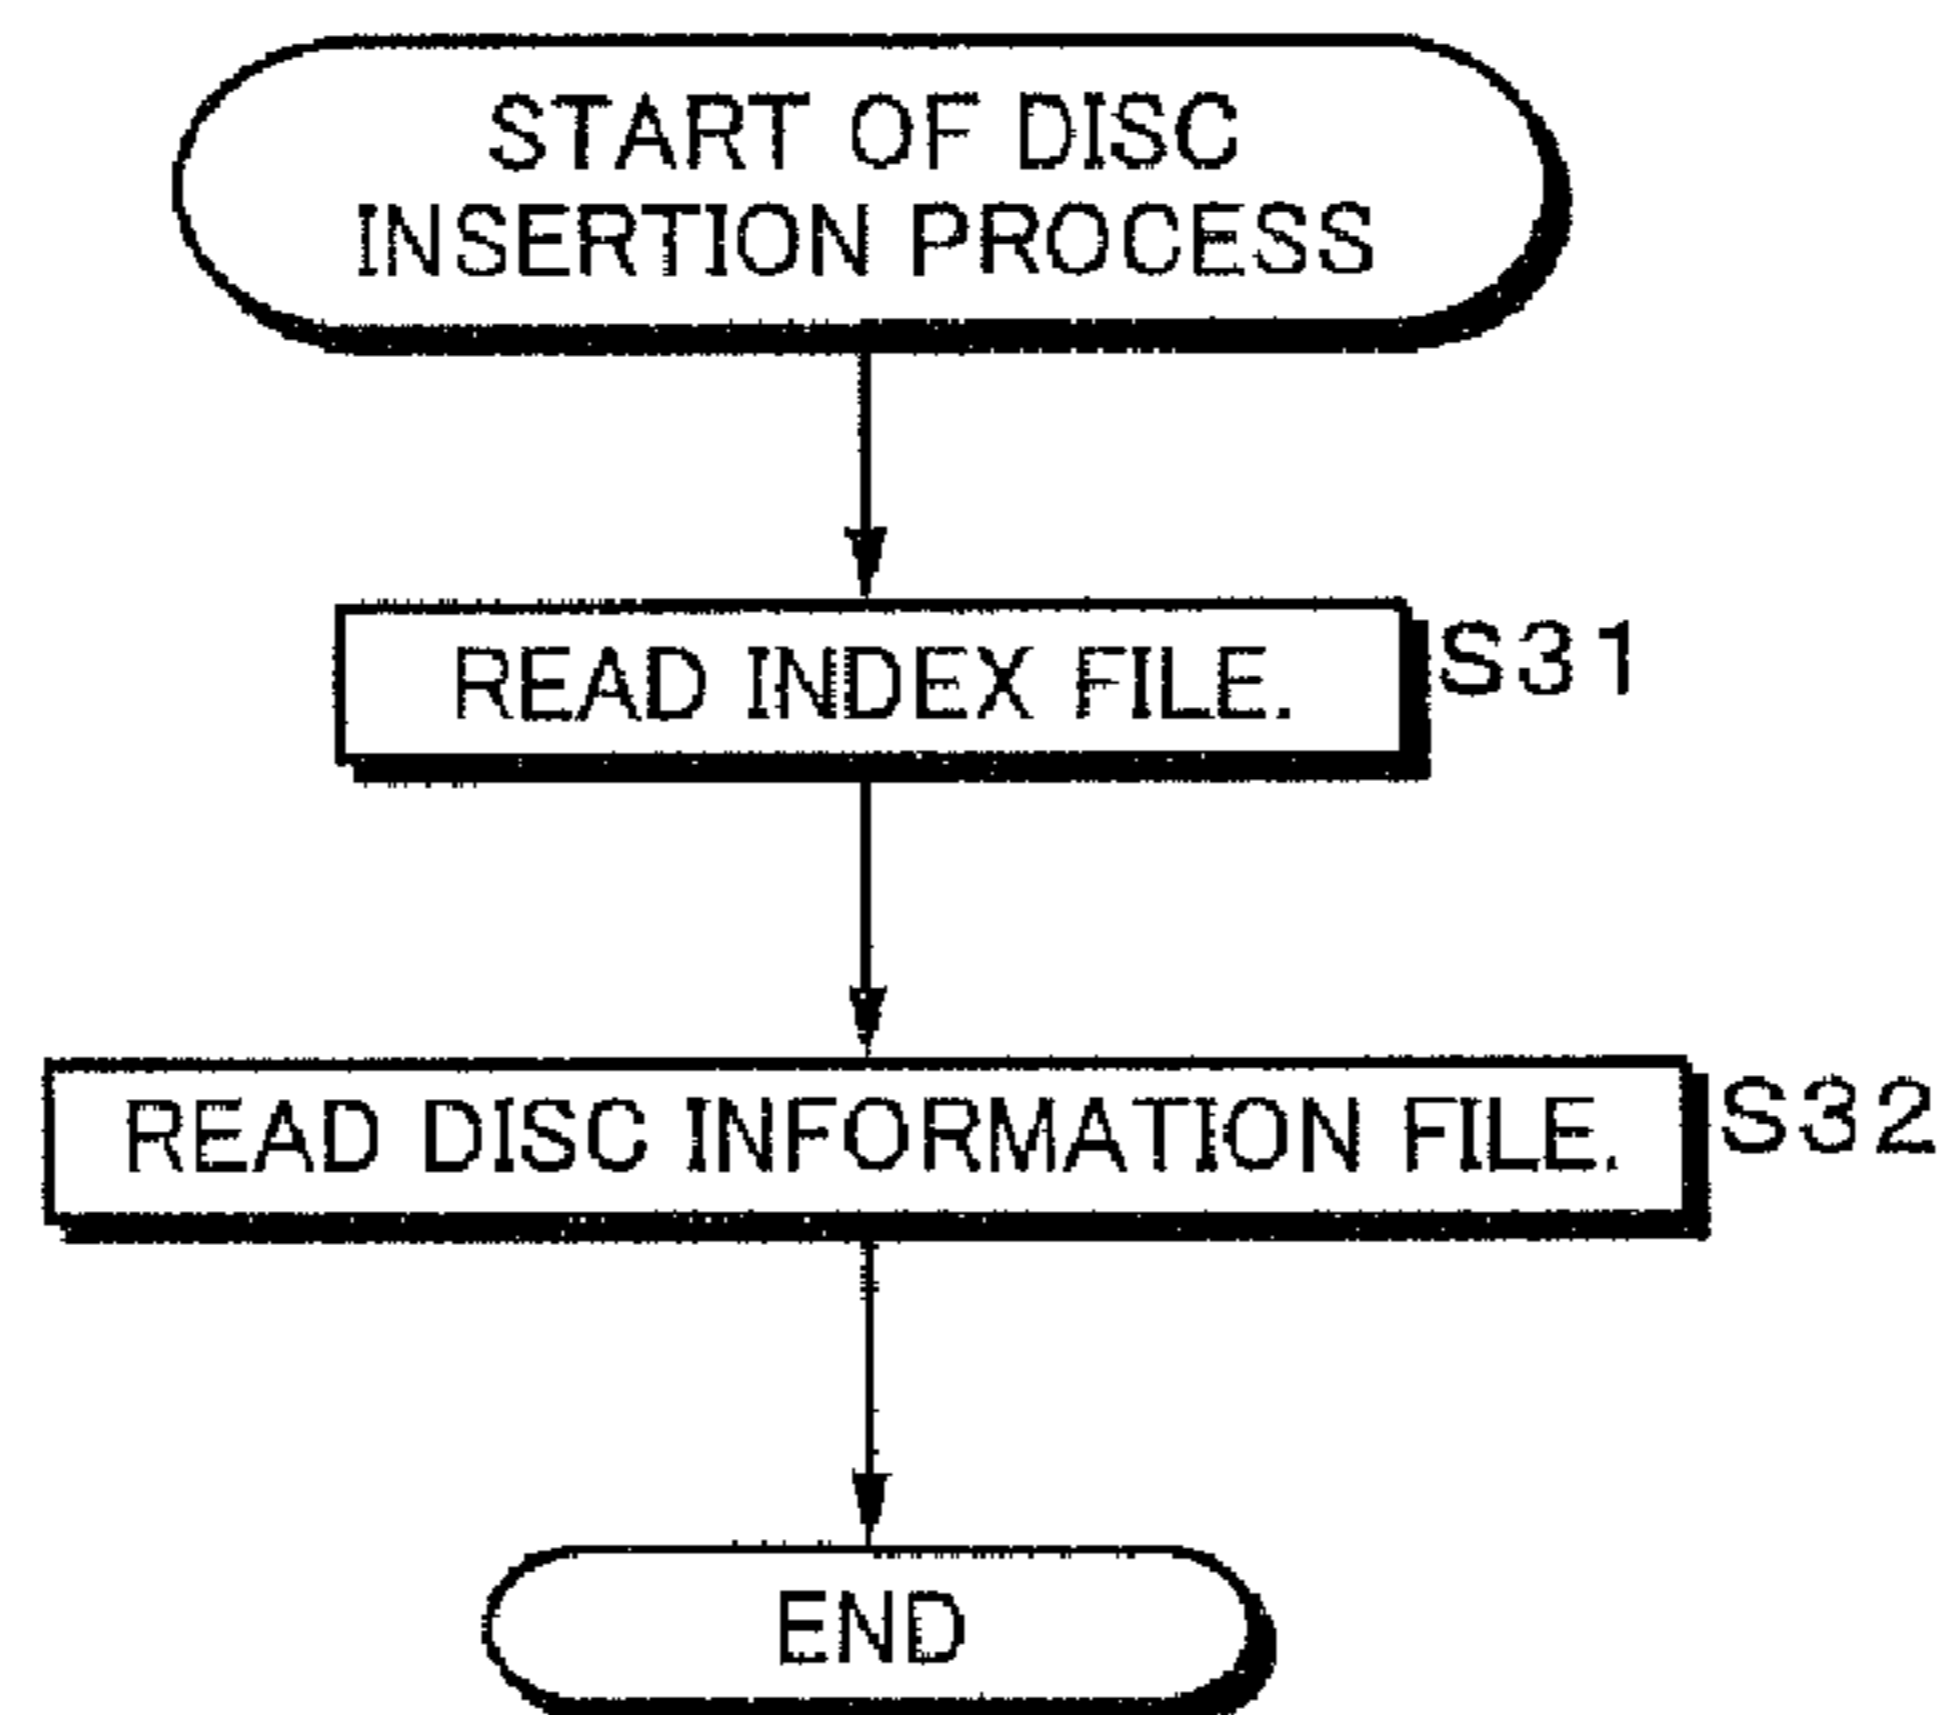 START OF DISC
INSERTION PROCESS
READ INDEX FILE.
S31
READ DISC INFORMATION FILE.
S32
END